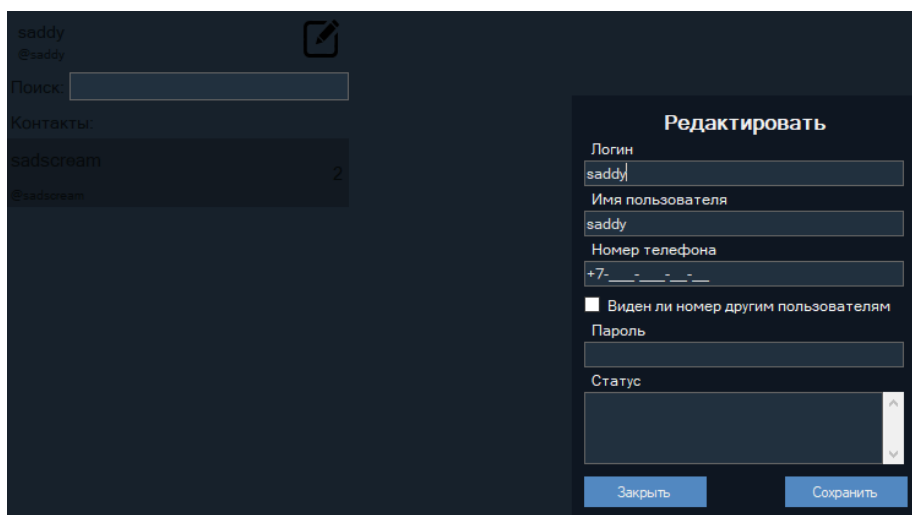 saddy
@saddy
Поиск:
Контакты:
sadscream
2
@sadscream
Редактировать
Логин
saddy
Имя пользователя
saddy
Номер телефона
+7-___-___-__-__
Виден ли номер другим пользователям
Пароль
Статус
Закрыть
Сохранить